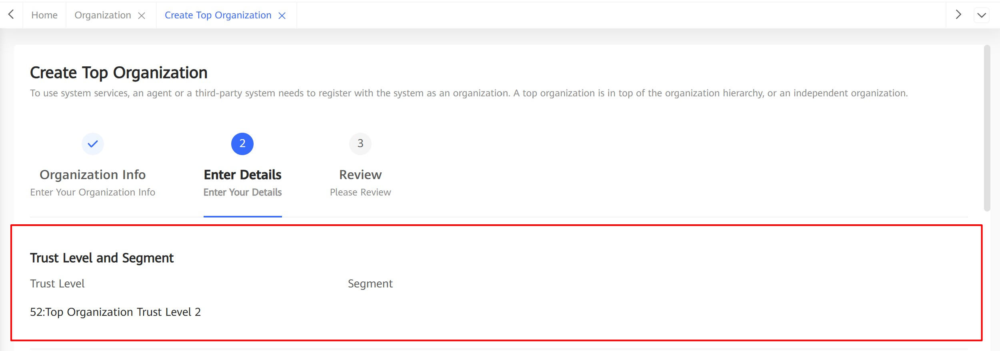 Home Organization Create Top Organization
Create Top Organization
To use system services, an agent or a third-party system needs to register with the system as an organization. A top organization is in top of the organization hierarchy, or an independent organization.
2 3
Organization Info Enter Details Review
Enter Your Organization Info Enter Your Details Please Review
Trust Level and Segment
Trust Level Segment
52:Top Organization Trust Level 2